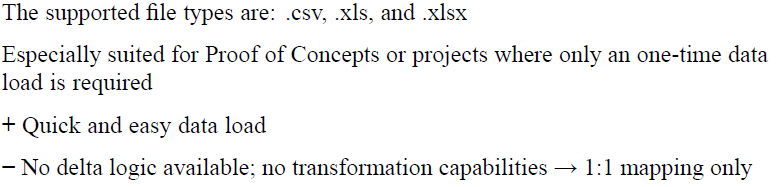 The supported file types are: .csv, .xls, and .xlsx
Especially suited for Proof of Concepts or projects where only an one-time data
load is required
+ Quick and easy data load
− No delta logic available; no transformation capabilities → 1:1 mapping only